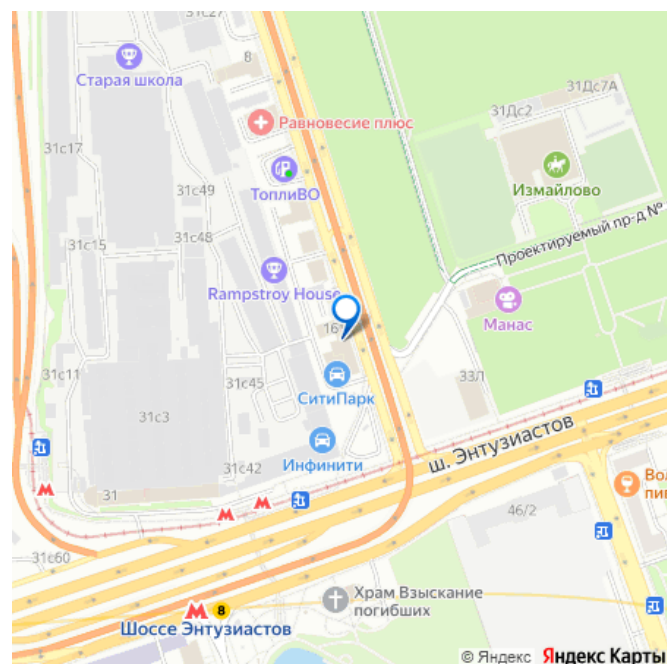 31с27
8
Старая школа
31Дс7А
31Дс2
Равновесие плюс
31с17
Измайлово
31с49
ТоплиВО
31с48
31с15
Проектируемый пр-д №
Rampstroy House
Манас
16
31с11
31с45
СитиПарк
33Л
31с3
ш. Энтузиастов
Инфинити
31с42
31
46/2
31с60
8
Шоссе Энтузиастов
Храм Взыскание
погибших
© Яндекс Яндекс Карты